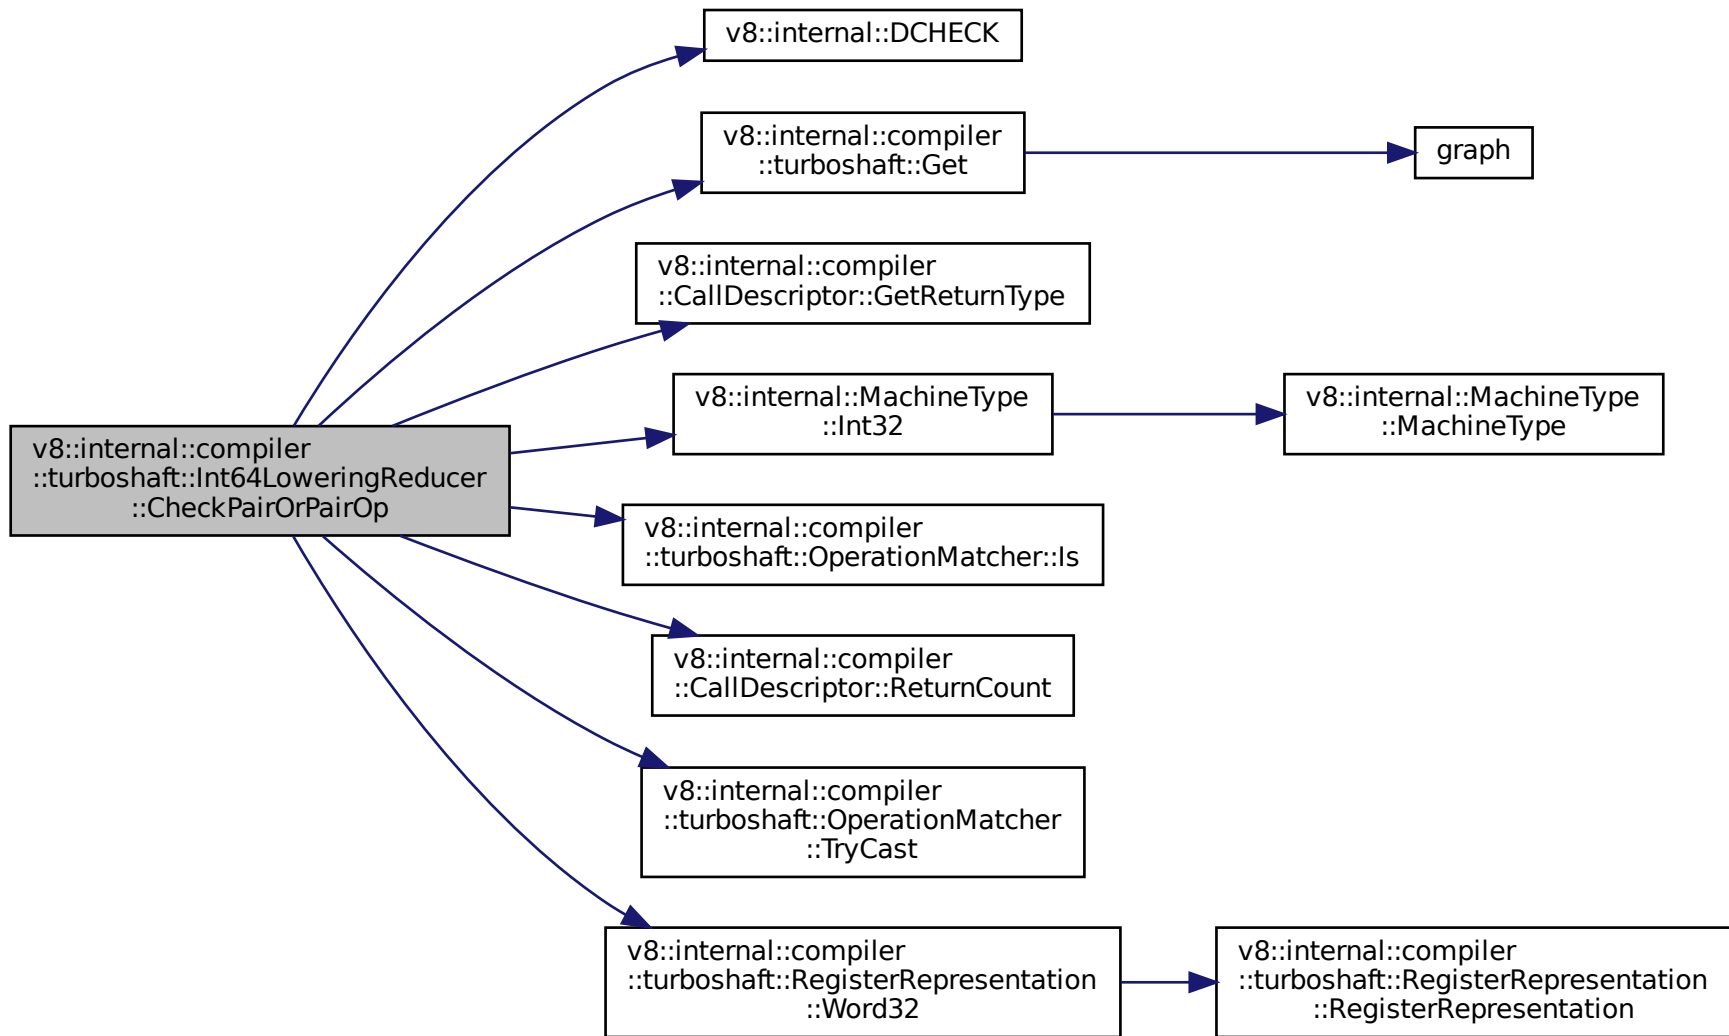 v8::internal::DCHECK
v8::internal::compiler
::turboshaft::Get
graph
v8::internal::compiler
::CallDescriptor::GetReturnType
v8::internal::MachineType
::Int32
v8::internal::MachineType
::MachineType
v8::internal::compiler
::turboshaft::Int64LoweringReducer
::CheckPairOrPairOp
v8::internal::compiler
::turboshaft::OperationMatcher::Is
v8::internal::compiler
::CallDescriptor::ReturnCount
v8::internal::compiler
::turboshaft::OperationMatcher
::TryCast
v8::internal::compiler
::turboshaft::RegisterRepresentation
::Word32
v8::internal::compiler
::turboshaft::RegisterRepresentation
::RegisterRepresentation